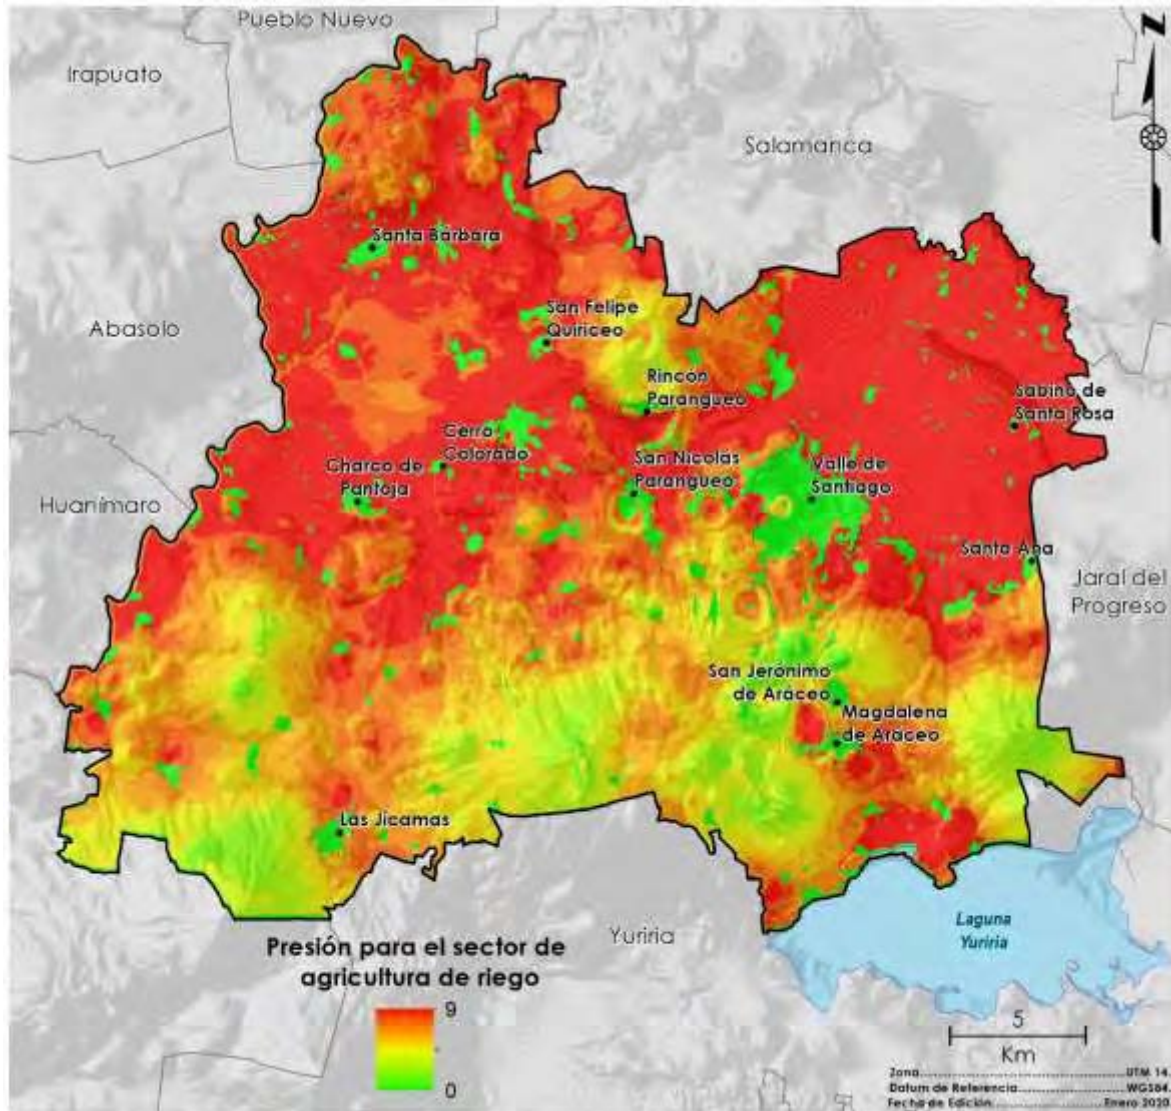 Pueblo Nuevo
Irapuato
Salamanca
Santa Bárbara
San Felipe
Quiriceo
Abasolo
Rincón
Parangueo
Sabino de
Santa Rosa
Cerro
Colorado
Charco de
Pantoja
San Nicolas
Parangueo
Valle de
Santiago
Huanímaro
Santa Ana
Jaral del
Progreso
San Jerónimo
de Aráceo
Magdalena
de Aráceo
Las Jícamas
Yuriria
Laguna
Yuriria
Presión para el sector de
agricultura de riego
9
0
5
Km
Zona UTM 14.
Datum de Referencia WGS84.
Fecha de Edición Enero 2020
Z